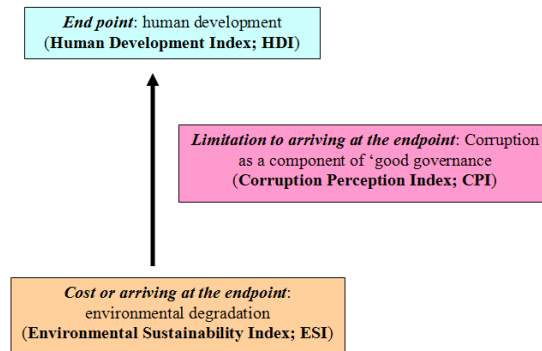 End point: human development
(Human Development Index; HDI)
Limitation to arriving at the endpoint: Corruption
as a component of ‘good governance
(Corruption Perception Index; CPI)
Cost or arriving at the endpoint:
environmental degradation
(Environmental Sustainability Index; ESI)